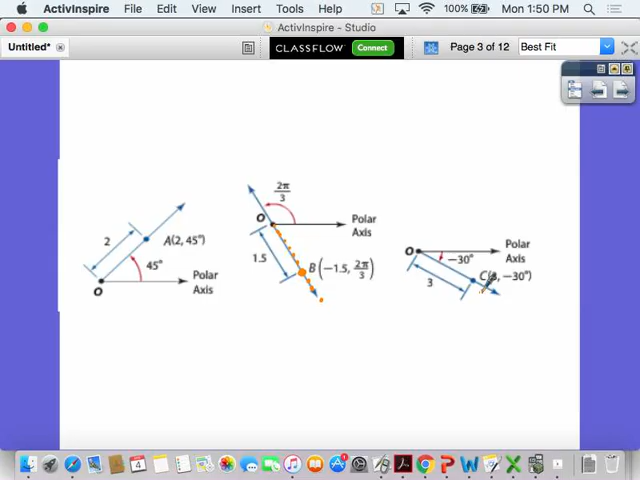 ActivInspire File Edit View Insert Tools Help 100% Mon 1:50 PM
ActivInspire - Studio
Untitled* CLASSFLOW Connect Page 3 of 12 Best Fit
2
A(2, 45°)
45°
O
Polar
Axis
2π
3
O
Polar
Axis
1.5
B(−1.5, 2π/3)
O
Polar
Axis
−30°
3
C(3, −30°)
4